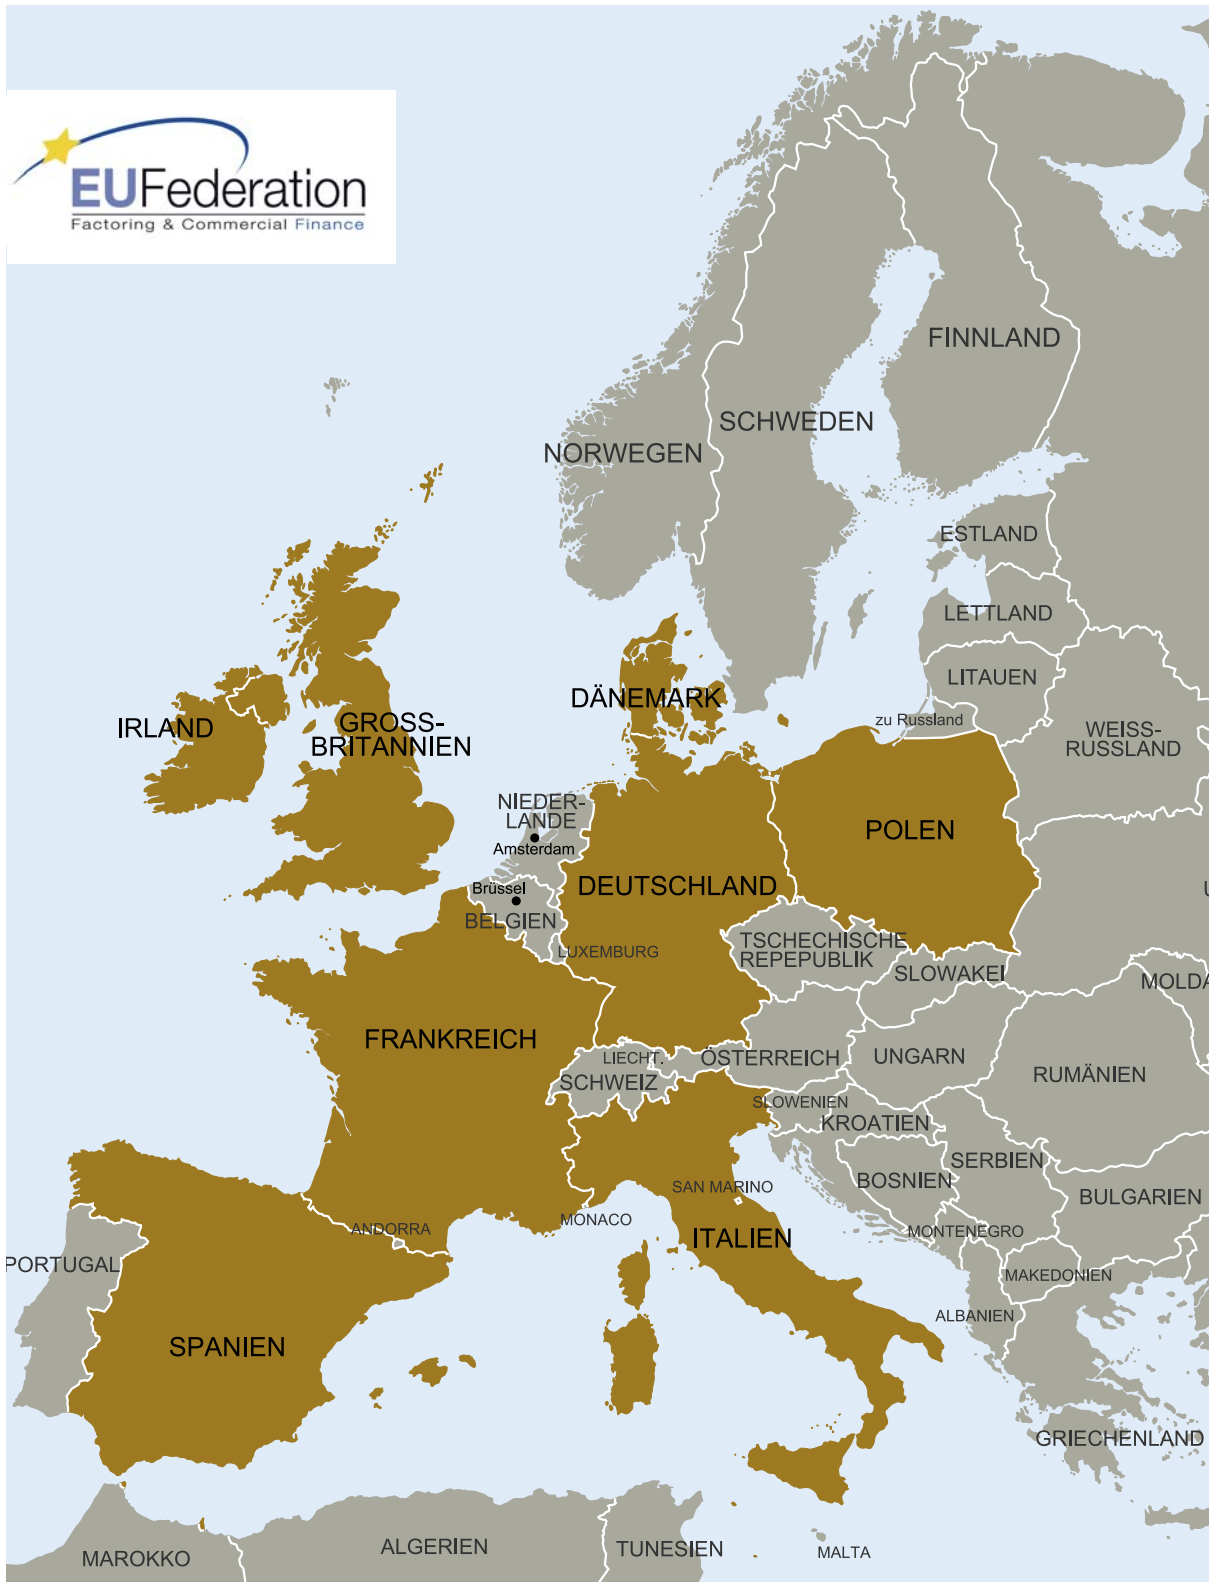 EUFederation
Factoring & Commercial Finance
FINNLAND
SCHWEDEN
NORWEGEN
ESTLAND
LETTLAND
LITAUEN
zu Russland
WEISS-
RUSSLAND
DÄNEMARK
IRLAND
GROSS-
BRITANNIEN
NIEDER-
LANDE
Amsterdam
POLEN
Brüssel
BELGIEN
DEUTSCHLAND
LUXEMBURG
TSCHECHISCHE
REPEPUBLIK
SLOWAKEI
MOLDA
FRANKREICH
LIECHT.
SCHWEIZ
ÖSTERREICH
UNGARN
RUMÄNIEN
SLOWENIEN
KROATIEN
BOSNIEN
SERBIEN
BULGARIEN
SAN MARINO
MONACO
ANDORRA
ITALIEN
MONTENEGRO
MAKEDONIEN
ALBANIEN
PORTUGAL
SPANIEN
GRIECHENLAND
MAROKKO
ALGERIEN
TUNESIEN
MALTA